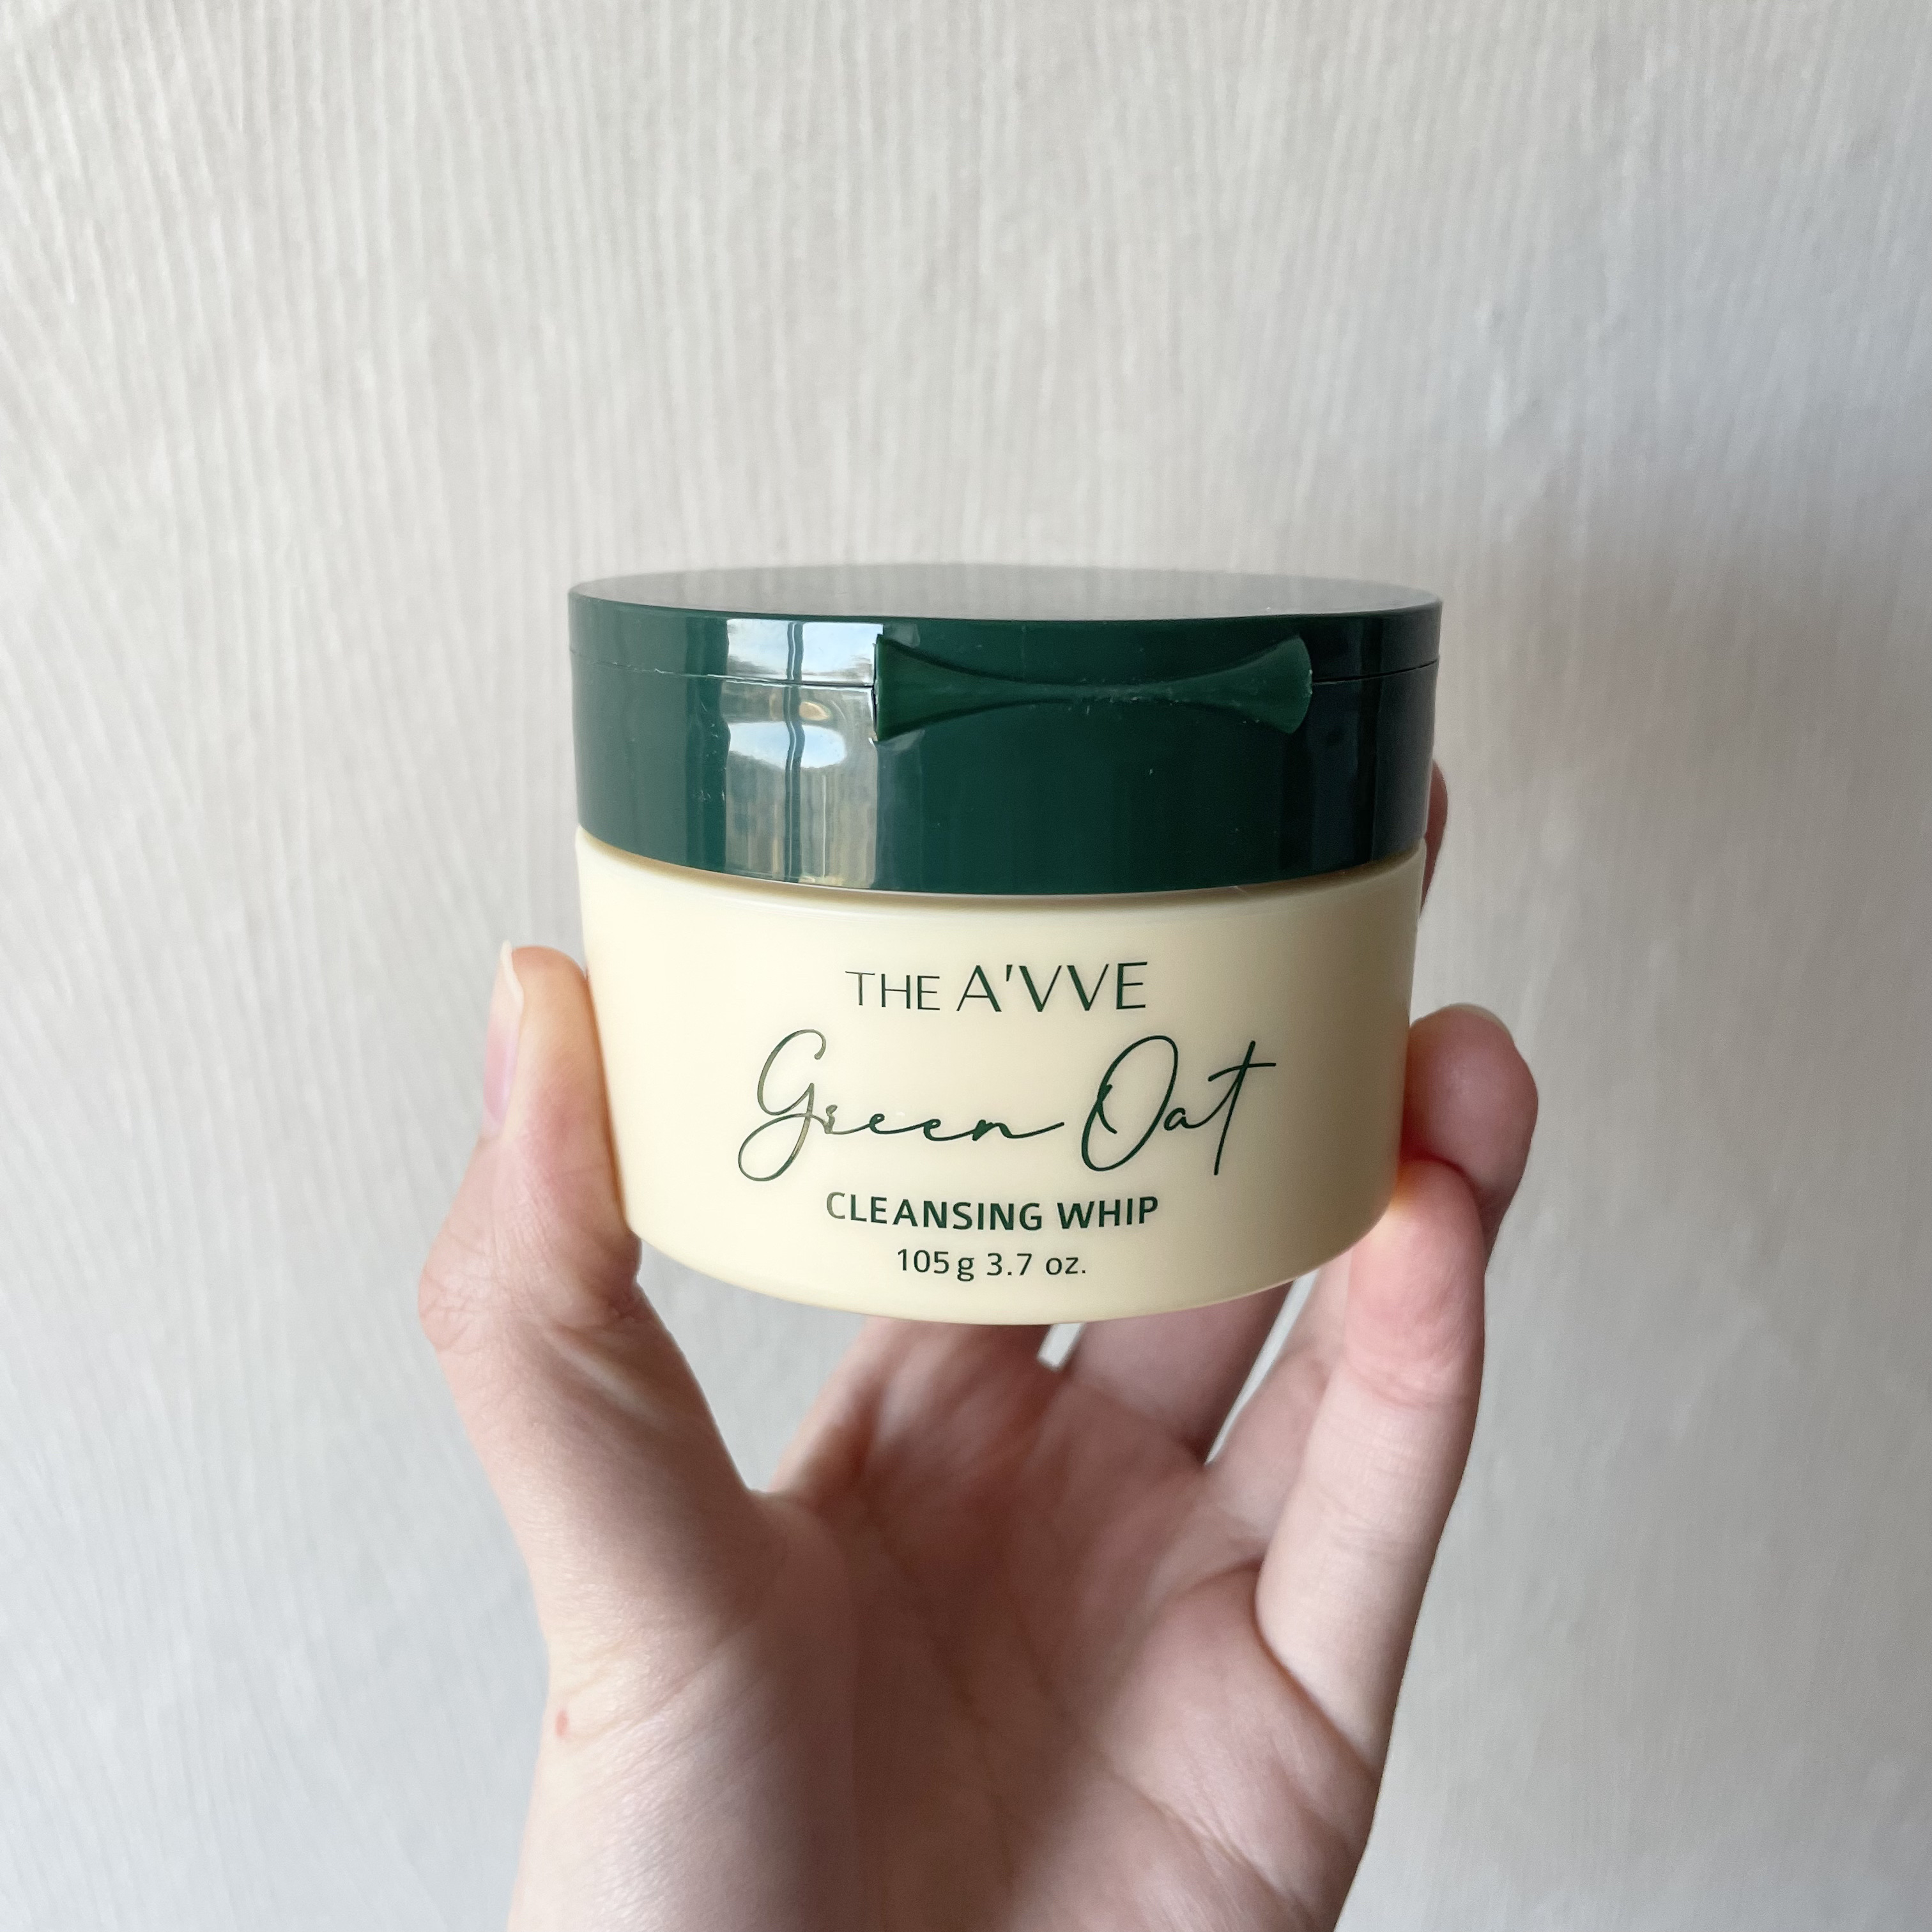 THE A'VVE
Green Oat
CLEANSING WHIP
105g 3.7 oz.